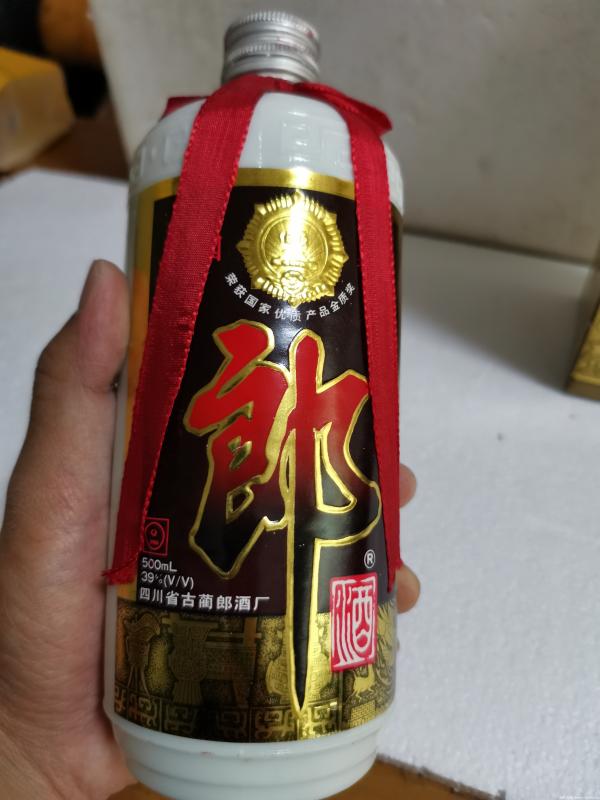 荣获国家优质产品金质奖
郎
®
酒
500mL
39%(V/V)
四川省古蔺郎酒厂